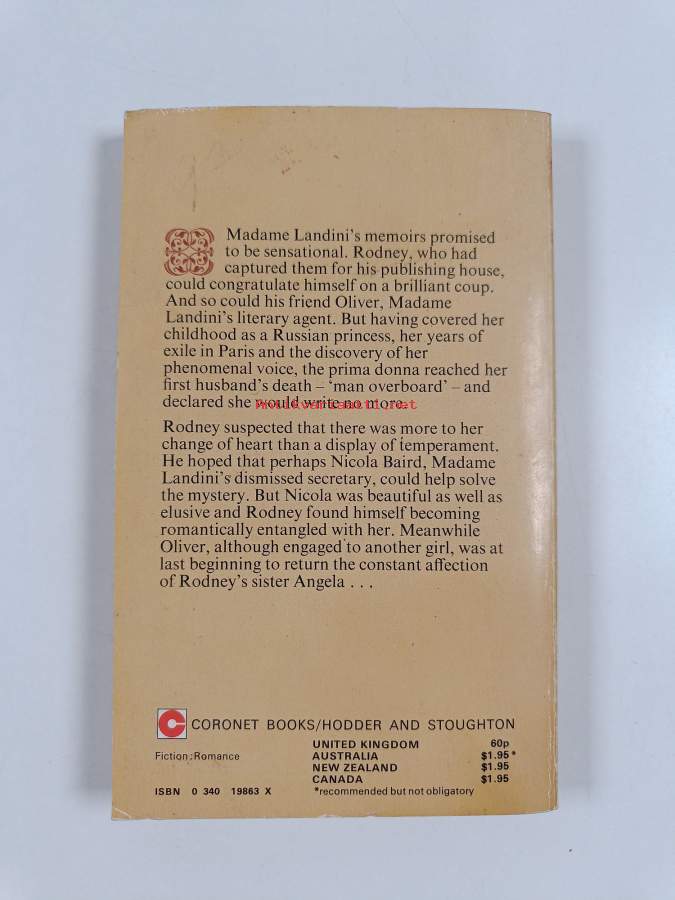 Madame Landini's memoirs promised
to be sensational. Rodney, who had
captured them for his publishing house,
could congratulate himself on a brilliant coup.
And so could his friend Oliver, Madame
Landini's literary agent. But having covered her
childhood as a Russian princess, her years of
exile in Paris and the discovery of her
phenomenal voice, the prima donna reached her
first husband's death – 'man overboard' – and
declared she would write no more.
Antikvariaatti.net
Rodney suspected that there was more to her
change of heart than a display of temperament.
He hoped that perhaps Nicola Baird, Madame
Landini's dismissed secretary, could help solve
the mystery. But Nicola was beautiful as well as
elusive and Rodney found himself becoming
romantically entangled with her. Meanwhile
Oliver, although engaged to another girl, was at
last beginning to return the constant affection
of Rodney's sister Angela . . .
CORONET BOOKS/HODDER AND STOUGHTON
UNITED KINGDOM 60p
Fiction:Romance AUSTRALIA $1.95*
NEW ZEALAND $1.95
CANADA $1.95
ISBN 0 340 19863 X *recommended but not obligatory